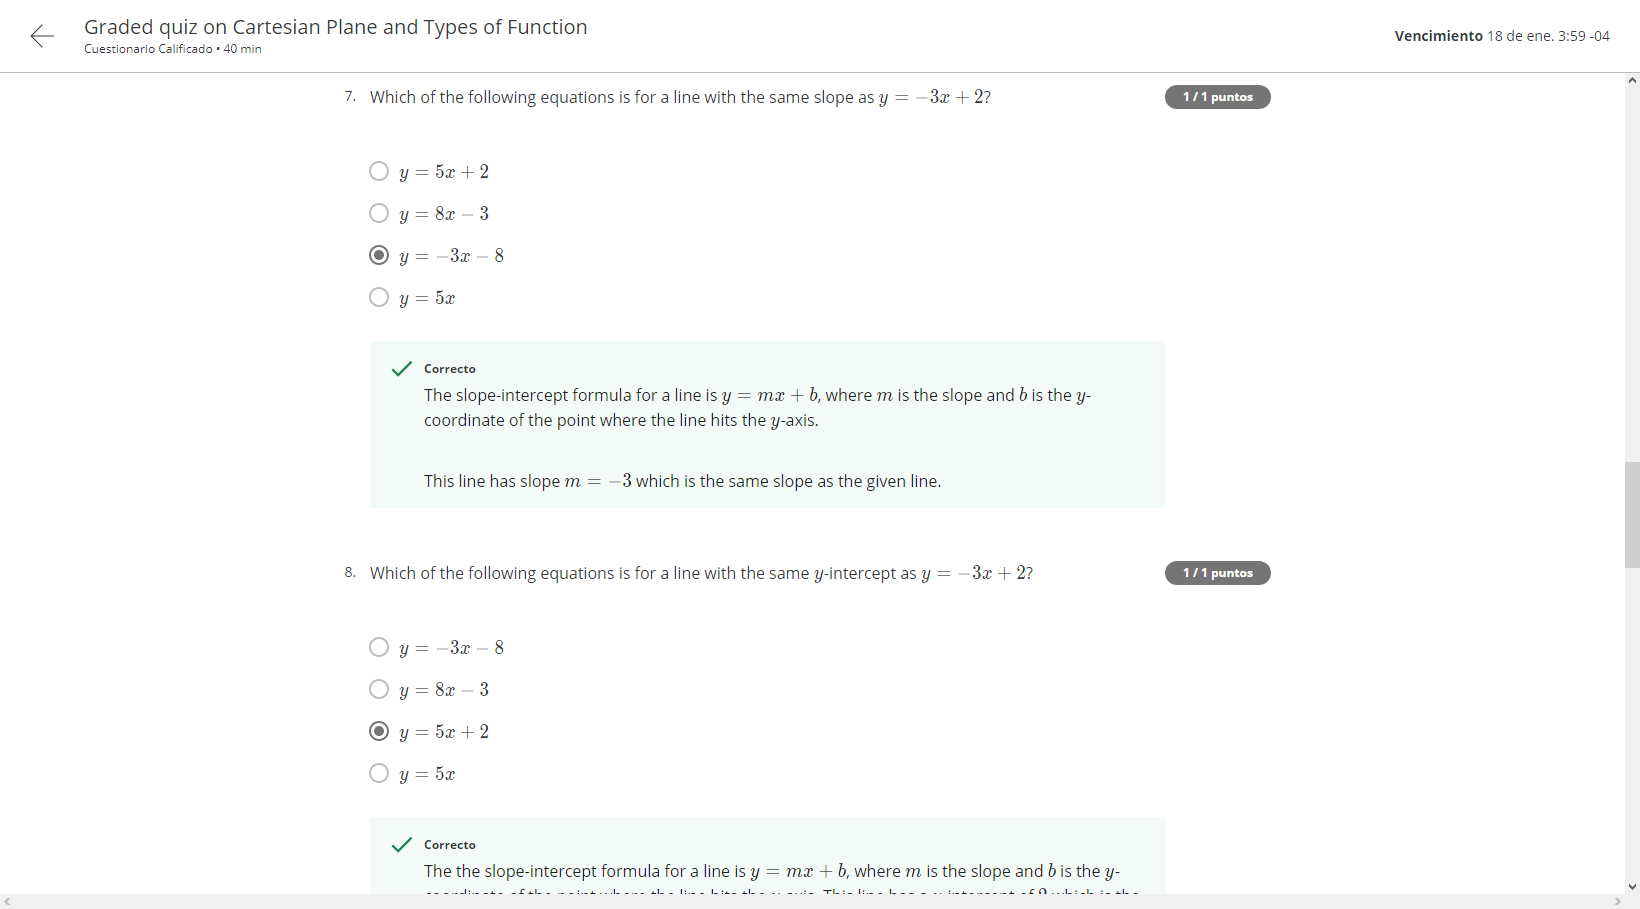 Graded quiz on Cartesian Plane and Types of Function
Cuestionario Calificado • 40 min
Vencimiento 18 de ene. 3:59 -04
7. Which of the following equations is for a line with the same slope as y = −3x + 2?
1 / 1 puntos
y = 5x + 2
y = 8x − 3
y = −3x − 8
y = 5x
Correcto
The slope-intercept formula for a line is y = mx + b, where m is the slope and b is the y-
coordinate of the point where the line hits the y-axis.
This line has slope m = −3 which is the same slope as the given line.
8. Which of the following equations is for a line with the same y-intercept as y = −3x + 2?
1 / 1 puntos
y = −3x − 8
y = 8x − 3
y = 5x + 2
y = 5x
Correcto
The the slope-intercept formula for a line is y = mx + b, where m is the slope and b is the y-